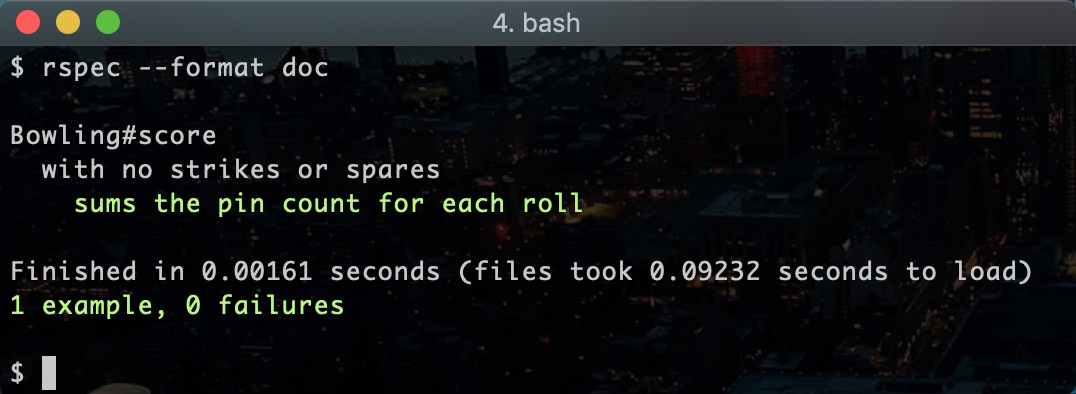 4. bash
$ rspec --format doc
Bowling#score
with no strikes or spares
sums the pin count for each roll
Finished in 0.00161 seconds (files took 0.09232 seconds to load)
1 example, 0 failures
$